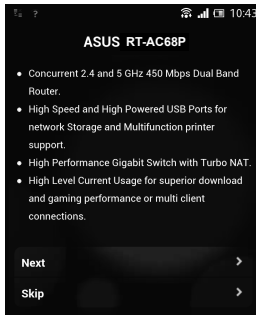 ? 10:43
ASUS RT-AC68P
• Concurrent 2.4 and 5 GHz 450 Mbps Dual Band
Router.
• High Speed and High Powered USB Ports for
network Storage and Multifunction printer
support.
• High Performance Gigabit Switch with Turbo NAT.
• High Level Current Usage for superior download
and gaming performance or multi client
connections.
Next
Skip